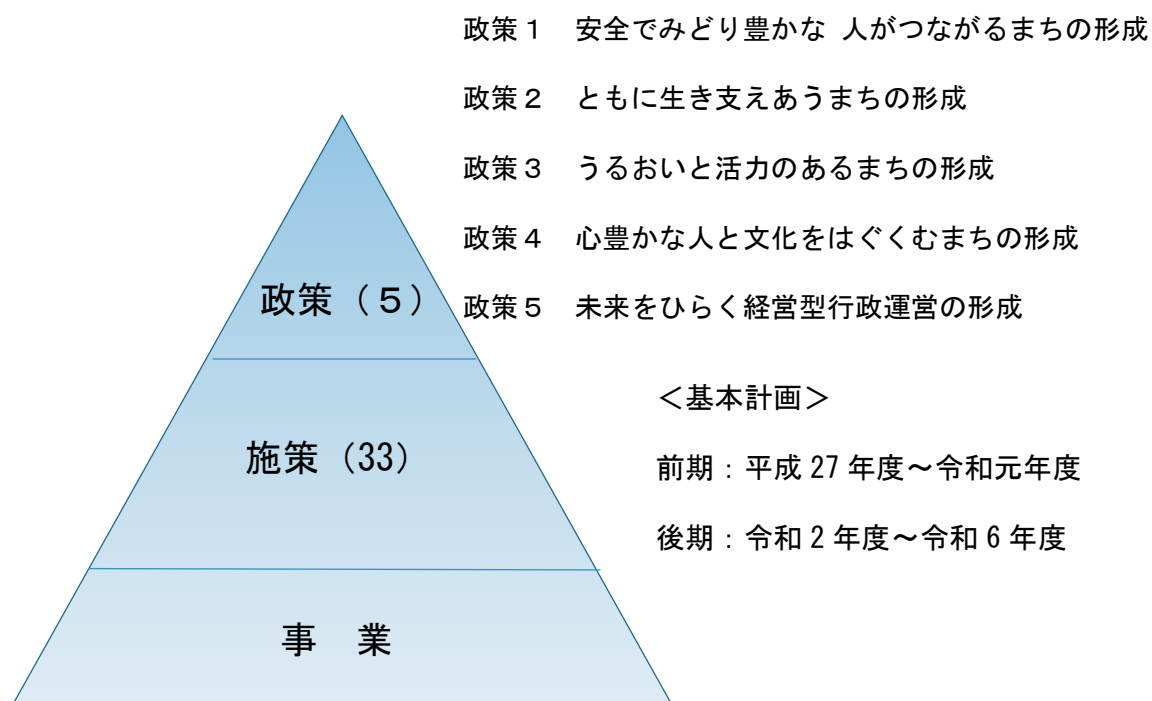 政策１　安全でみどり豊かな 人がつながるまちの形成
政策２　ともに生き支えあうまちの形成
政策３　うるおいと活力のあるまちの形成
政策４　心豊かな人と文化をはぐくむまちの形成
政策５　未来をひらく経営型行政運営の形成
政策（５）
施策（33）
事　業
＜基本計画＞
前期：平成 27 年度～令和元年度
後期：令和 2 年度～令和 6 年度